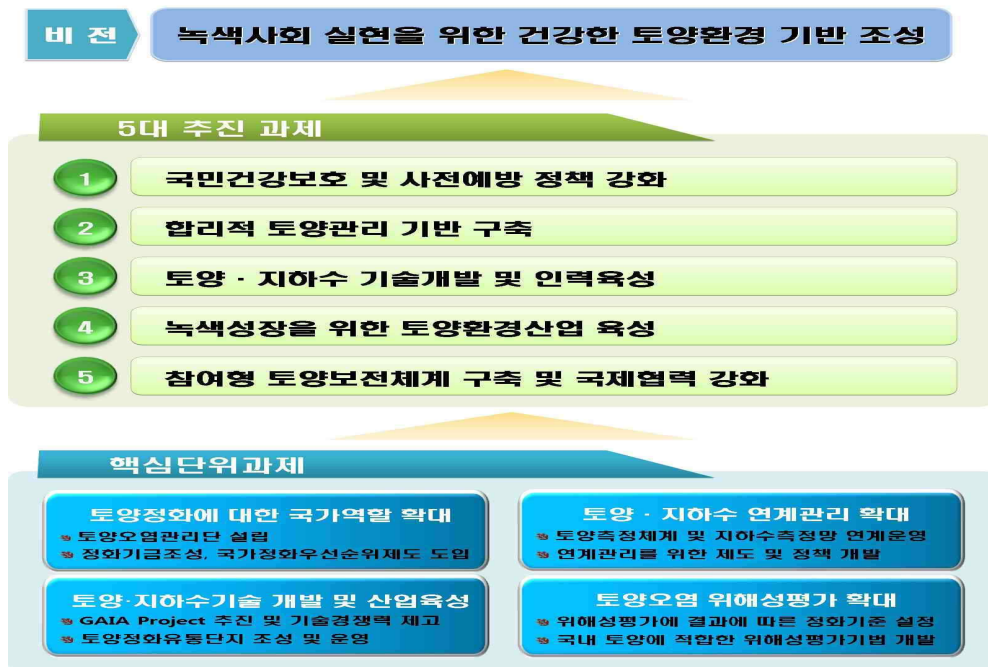 비 전
녹색사회 실현을 위한 건강한 토양환경 기반 조성
5대 추진 과제
1 국민건강보호 및 사전예방 정책 강화
2 합리적 토양관리 기반 구축
3 토양 · 지하수 기술개발 및 인력육성
4 녹색성장을 위한 토양환경산업 육성
5 참여형 토양보전체계 구축 및 국제협력 강화
핵심단위과제
토양정화에 대한 국가역할 확대
토양오염관리단 설립
정화기금조성, 국가정화우선순위제도 도입
토양 · 지하수 연계관리 확대
토양측정체계 및 지하수측정망 연계운영
연계관리를 위한 제도 및 정책 개발
토양·지하수기술 개발 및 산업육성
GAIA Project 추진 및 기술경쟁력 제고
토양정화유통단지 조성 및 운영
토양오염 위해성평가 확대
위해성평가에 결과에 따른 정화기준 설정
국내 토양에 적합한 위해성평가기법 개발